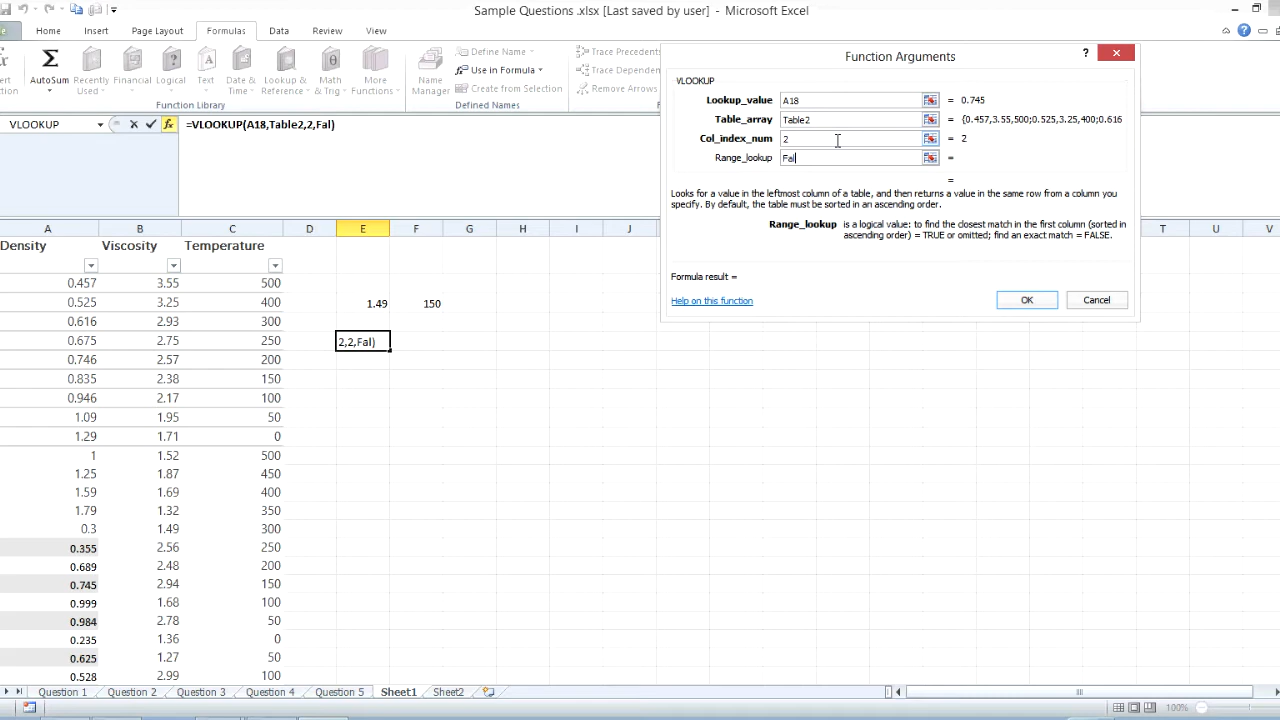 Sample Questions .xlsx [Last saved by user] - Microsoft Excel
Home Insert Page Layout Formulas Data Review View
AutoSum Recently Used Financial Logical Text Date & Time Lookup & Reference Math & Trig More Functions
Function Library
Name Manager
Define Name
Use in Formula
Create from Selection
Defined Names
Trace Precedents
Trace Dependen
Remove Arrows
VLOOKUP =VLOOKUP(A18,Table2,2,Fal)
Function Arguments
VLOOKUP
Lookup_value A18 = 0.745
Table_array Table2 = {0.457,3.55,500;0.525,3.25,400;0.616
Col_index_num 2 = 2
Range_lookup Fal =
=
Looks for a value in the leftmost column of a table, and then returns a value in the same row from a column you
specify. By default, the table must be sorted in an ascending order.
Range_lookup is a logical value: to find the closest match in the first column (sorted in
ascending order) = TRUE or omitted; find an exact match = FALSE.
Formula result =
Help on this function OK Cancel
A B C D E F G H I J T U V
Density Viscosity Temperature
0.457 3.55 500
0.525 3.25 400 1.49 150
0.616 2.93 300
0.675 2.75 250 2,2,Fal)
0.746 2.57 200
0.835 2.38 150
0.946 2.17 100
1.09 1.95 50
1.29 1.71 0
1 1.52 500
1.25 1.87 450
1.59 1.69 400
1.79 1.32 350
0.3 1.49 300
0.355 2.56 250
0.689 2.48 200
0.745 2.94 150
0.999 1.68 100
0.984 2.78 50
0.235 1.36 0
0.625 1.27 50
0.528 2.99 100
Question 1 Question 2 Question 3 Question 4 Question 5 Sheet1 Sheet2
100%